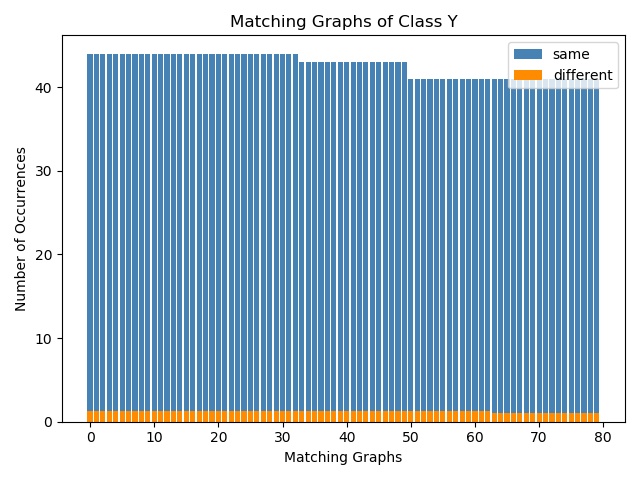 Matching Graphs of Class Y
same
different
Number of Occurrences
40
30
20
10
0
0 10 20 30 40 50 60 70 80
Matching Graphs